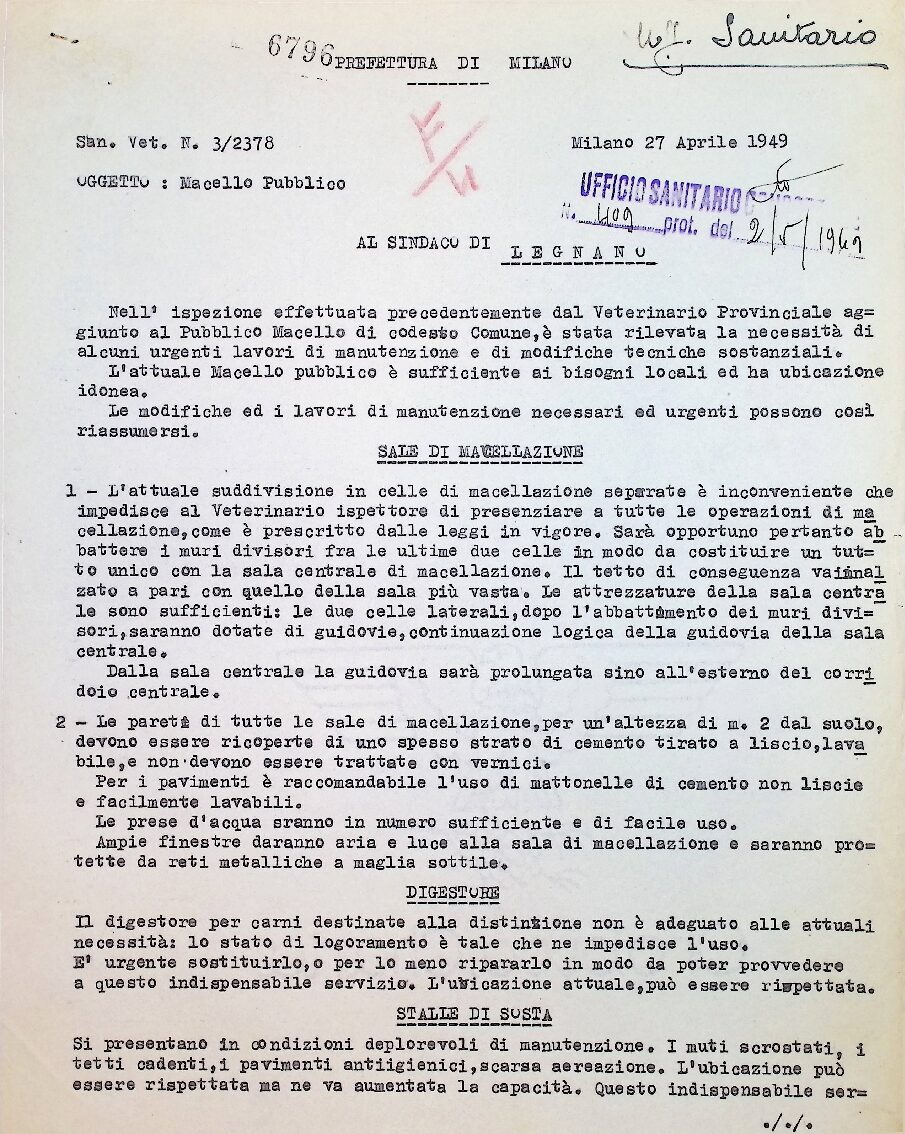 Uff. Sanitario
6796
PREFETTURA DI MILANO
San. Vet. N. 3/2378
Milano 27 Aprile 1949
OGGETTO : Macello Pubblico
UFFICIO SANITARIO
N. 409 prot. del 2/5/1949
AL SINDACO DI LEGNANO
Nell' ispezione effettuata precedentemente dal Veterinario Provinciale ag=
giunto al Pubblico Macello di codesto Comune,è stata rilevata la necessità di
alcuni urgenti lavori di manutenzione e di modifiche tecniche sostanziali.
L'attuale Macello pubblico è sufficiente ai bisogni locali ed ha ubicazione
idonea.
Le modifiche ed i lavori di manutenzione necessari ed urgenti possono così
riassumersi.
SALE DI MACELLAZIONE
1 - L'attuale suddivisione in celle di macellazione separate è inconveniente che
impedisce al Veterinario ispettore di presenziare a tutte le operazioni di ma
cellazione,come è prescritto dalle leggi in vigore. Sarà opportuno pertanto ab
battere i muri divisori fra le ultime due celle in modo da costituire un tut=
to unico con la sala centrale di macellazione. Il tetto di conseguenza va innal
zato a pari con quello della sala più vasta. Le attrezzature della sala centra
le sono sufficienti: le due celle laterali,dopo l'abbattimento dei muri divi=
sori,saranno dotate di guidovie,continuazione logica della guidovia della sala
centrale.
Dalla sala centrale la guidovia sarà prolungata sino all'esterno del corri
doio centrale.
2 - Le pareti di tutte le sale di macellazione,per un'altezza di m. 2 dal suolo,
devono essere ricoperte di uno spesso strato di cemento tirato a liscio,lava
bile,e non devono essere trattate con vernici.
Per i pavimenti è raccomandabile l'uso di mattonelle di cemento non liscie
e facilmente lavabili.
Le prese d'acqua sranno in numero sufficiente e di facile uso.
Ampie finestre daranno aria e luce alla sala di macellazione e saranno pro=
tette da reti metalliche a maglia sottile.
DIGESTORE
Il digestore per carni destinate alla distinzione non è adeguato alle attuali
necessità: lo stato di logoramento è tale che ne impedisce l'uso.
E' urgente sostituirlo,o per lo meno ripararlo in modo da poter provvedere
a questo indispensabile servizio. L'ubicazione attuale,può essere rispettata.
STALLE DI SOSTA
Si presentano in condizioni deplorevoli di manutenzione. I muti scrostati, i
tetti cadenti,i pavimenti antiigienici,scarsa aereazione. L'ubicazione può
essere rispettata ma ne va aumentata la capacità. Questo indispensabile ser=
./././